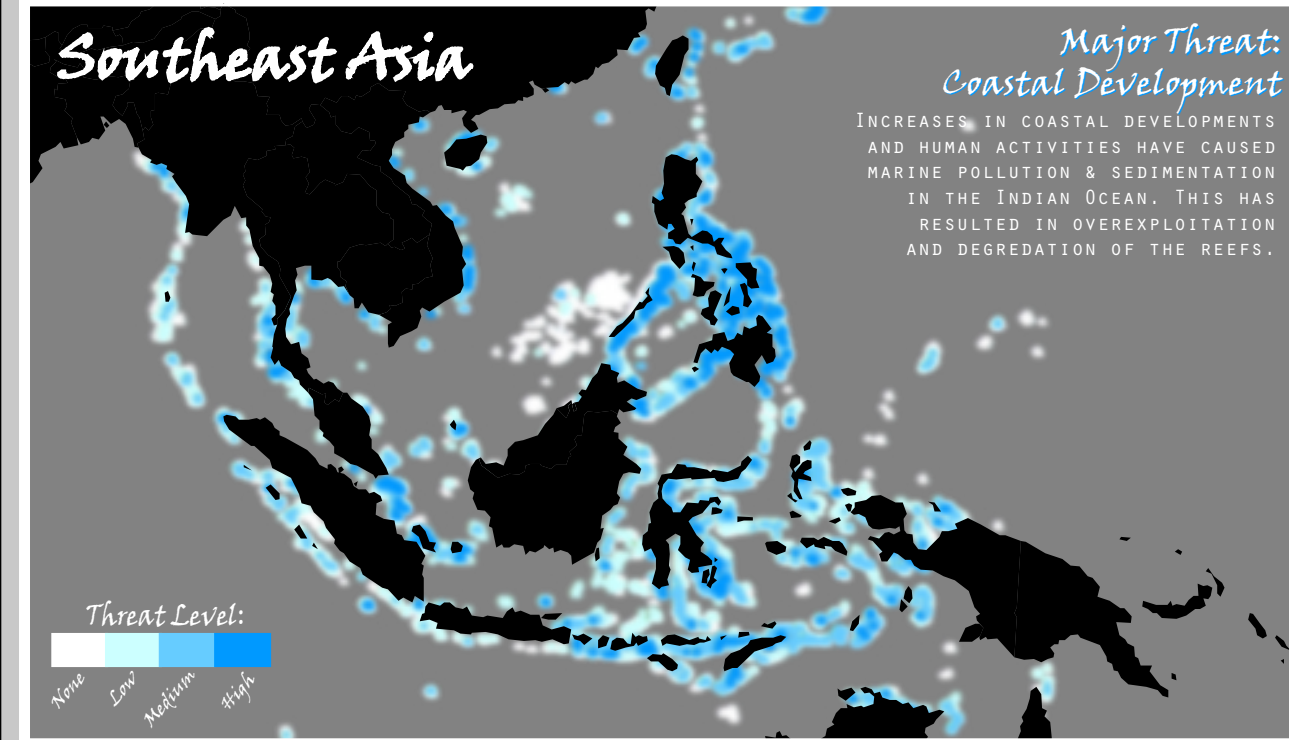 Southeast Asia
Major Threat:
Coastal Development
Increases in coastal developments
and human activities have caused
marine pollution & sedimentation
in the Indian Ocean. This has
resulted in overexploitation
and degredation of the reefs.
Threat Level:
None Low Medium High